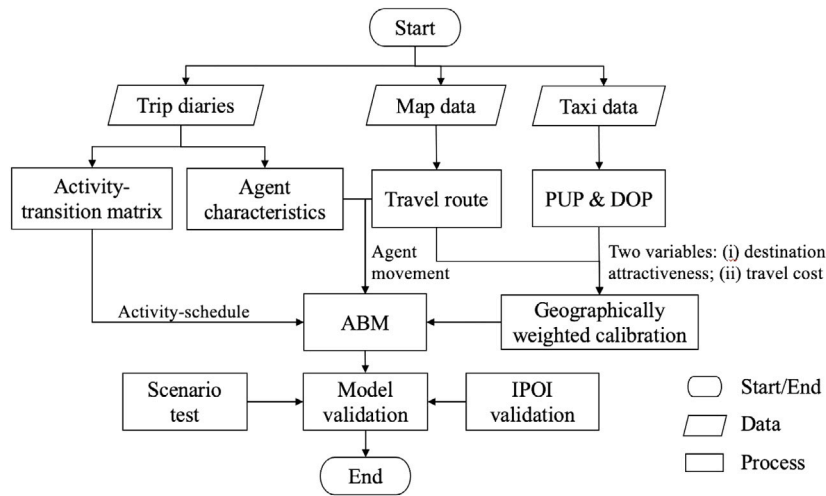 Start
Trip diaries
Map data
Taxi data
Activity-
transition matrix
Agent
characteristics
Travel route
PUP & DOP
Agent
movement
Two variables: (i) destination
attractiveness; (ii) travel cost
Activity-schedule
ABM
Geographically
weighted calibration
Scenario
test
Model
validation
IPOI
validation
End
Start/End
Data
Process